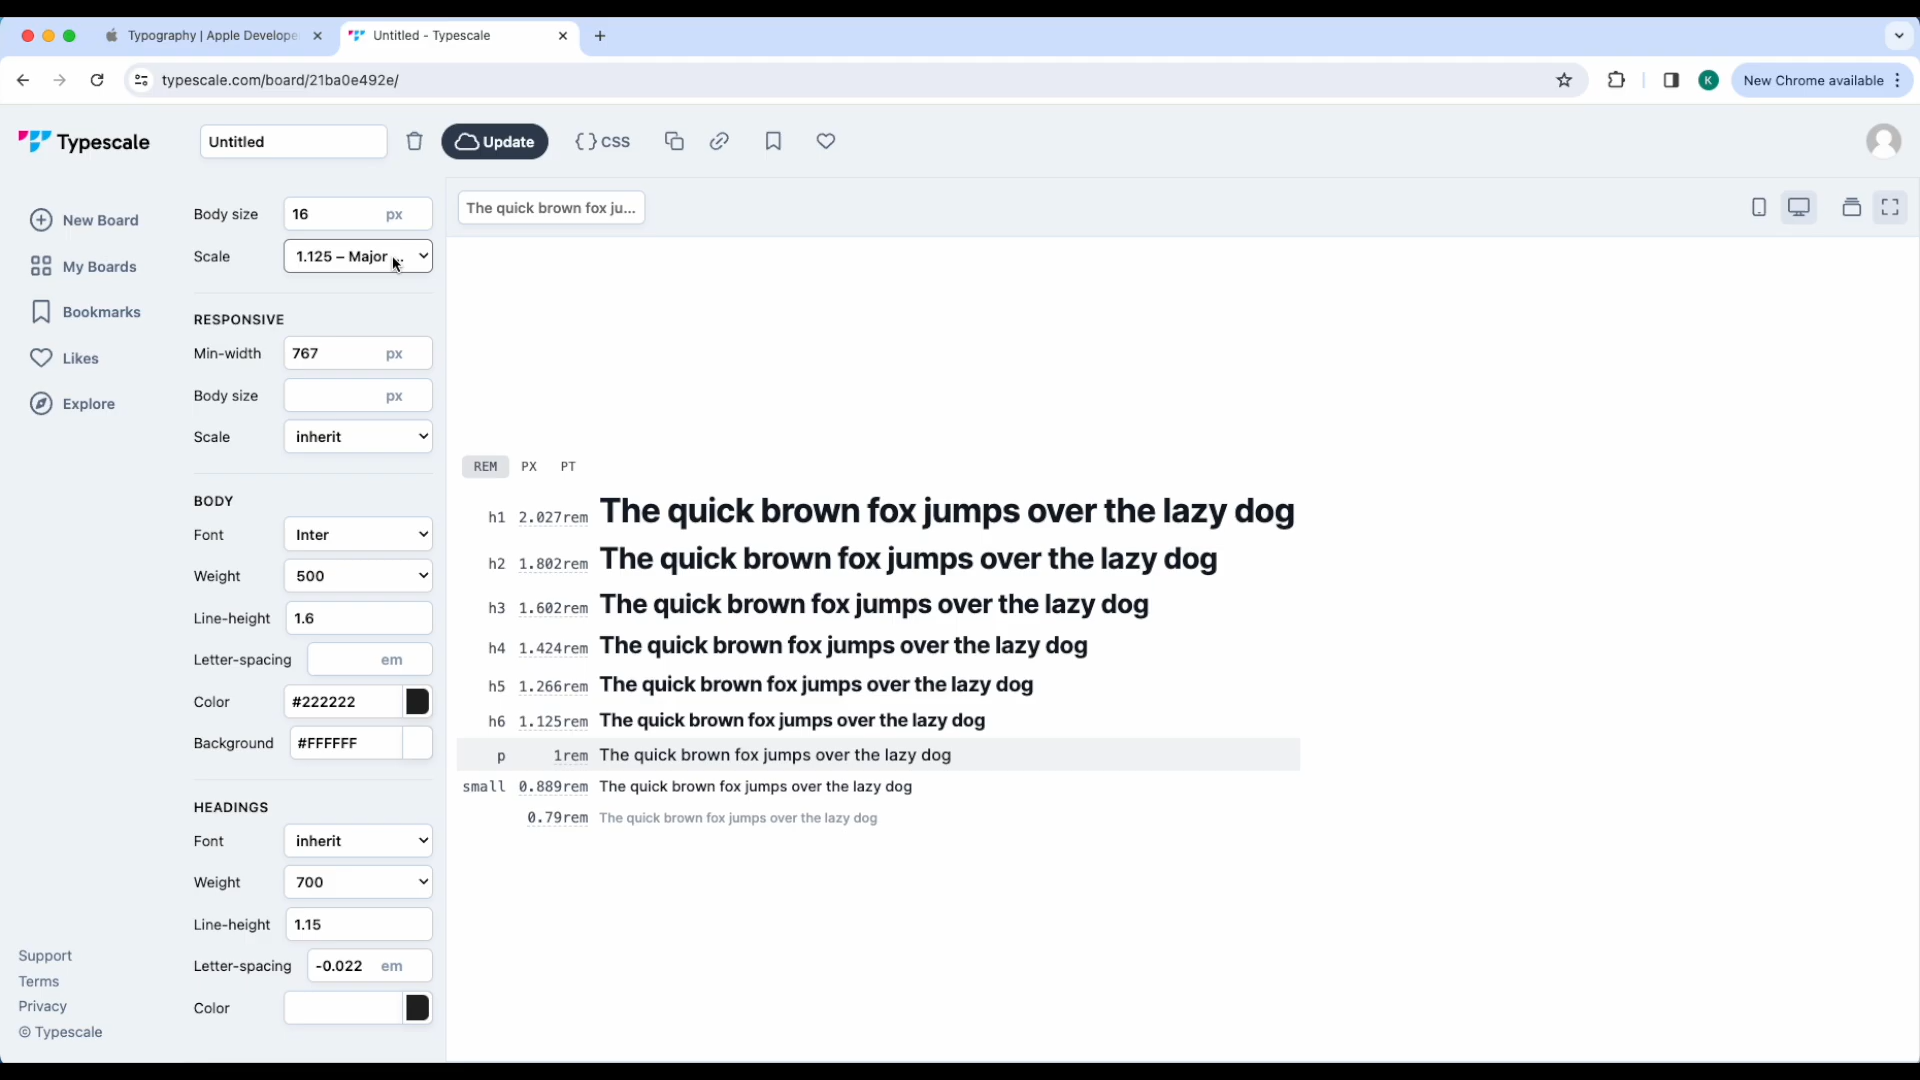 Typography | Apple Develope
Untitled - Typescale
typescale.com/board/21ba0e492e/
K
New Chrome available
Typescale
Untitled
Update
{ } CSS
New Board
My Boards
Bookmarks
Likes
Explore
Support
Terms
Privacy
© Typescale
Body size 16 px
Scale 1.125 – Major
RESPONSIVE
Min-width 767 px
Body size px
Scale inherit
BODY
Font Inter
Weight 500
Line-height 1.6
Letter-spacing em
Color #222222
Background #FFFFFF
HEADINGS
Font inherit
Weight 700
Line-height 1.15
Letter-spacing -0.022 em
Color
The quick brown fox ju...
REM PX PT
h1 2.027rem The quick brown fox jumps over the lazy dog
h2 1.802rem The quick brown fox jumps over the lazy dog
h3 1.602rem The quick brown fox jumps over the lazy dog
h4 1.424rem The quick brown fox jumps over the lazy dog
h5 1.266rem The quick brown fox jumps over the lazy dog
h6 1.125rem The quick brown fox jumps over the lazy dog
p 1rem The quick brown fox jumps over the lazy dog
small 0.889rem The quick brown fox jumps over the lazy dog
0.79rem The quick brown fox jumps over the lazy dog